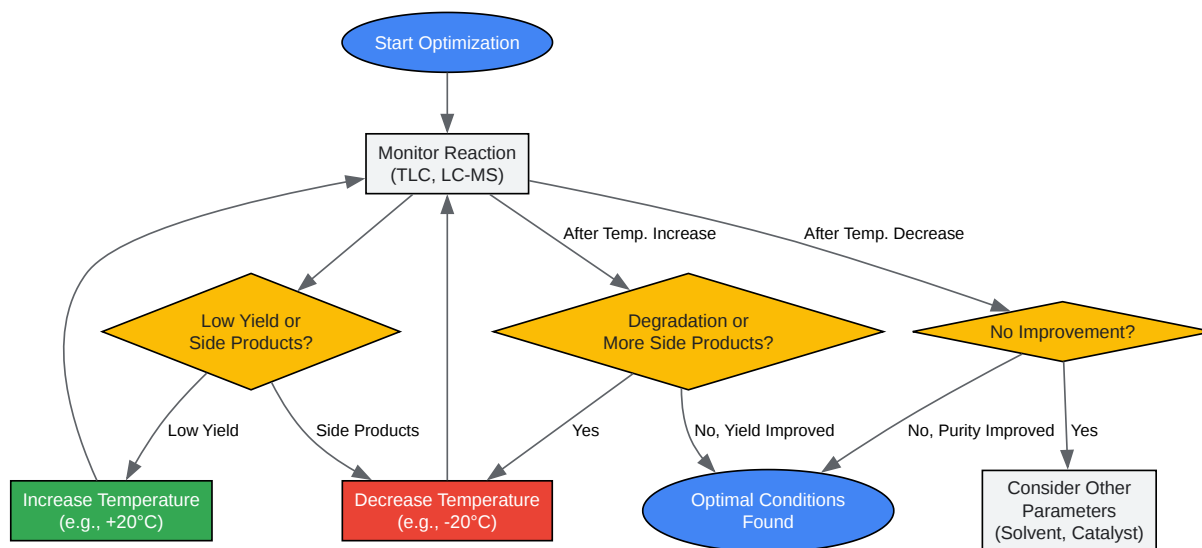 Start Optimization
Monitor Reaction
(TLC, LC-MS)
After Temp. Increase
After Temp. Decrease
Low Yield or
Side Products?
Degradation or
More Side Products?
No Improvement?
Low Yield
Side Products
Yes
No, Yield Improved
No, Purity Improved
Yes
Increase Temperature
(e.g., +20°C)
Decrease Temperature
(e.g., -20°C)
Optimal Conditions
Found
Consider Other
Parameters
(Solvent, Catalyst)